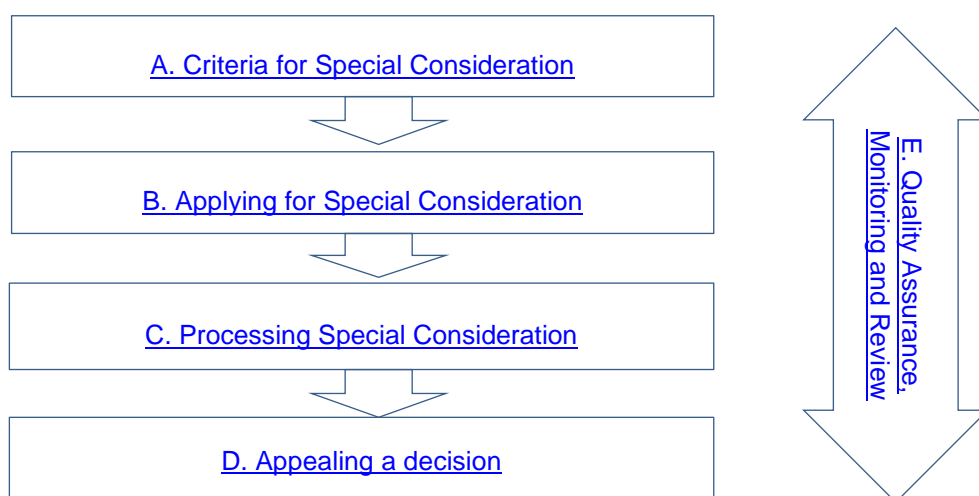 A. Criteria for Special Consideration
B. Applying for Special Consideration
C. Processing Special Consideration
D. Appealing a decision
E. Quality Assurance,
Monitoring and Review